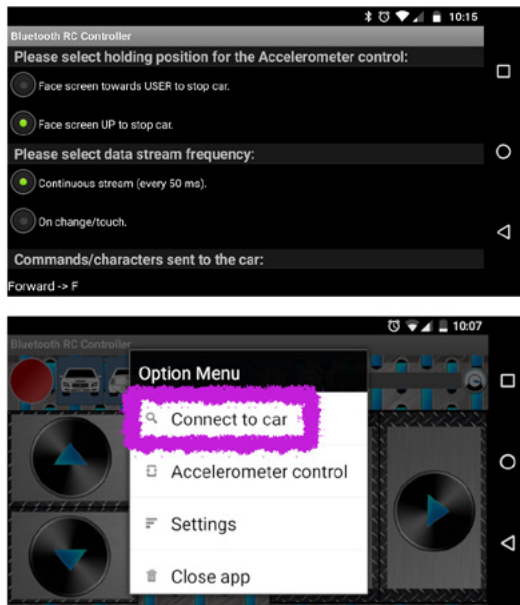 10:15
Bluetooth RC Controller
Please select holding position for the Accelerometer control:
Face screen towards USER to stop car.
Face screen UP to stop car.
Please select data stream frequency:
Continuous stream (every 50 ms).
On change/touch.
Commands/characters sent to the car:
Forward -> F
10:07
Bluetooth RC Controller
Option Menu
Connect to car
Accelerometer control
Settings
Close app